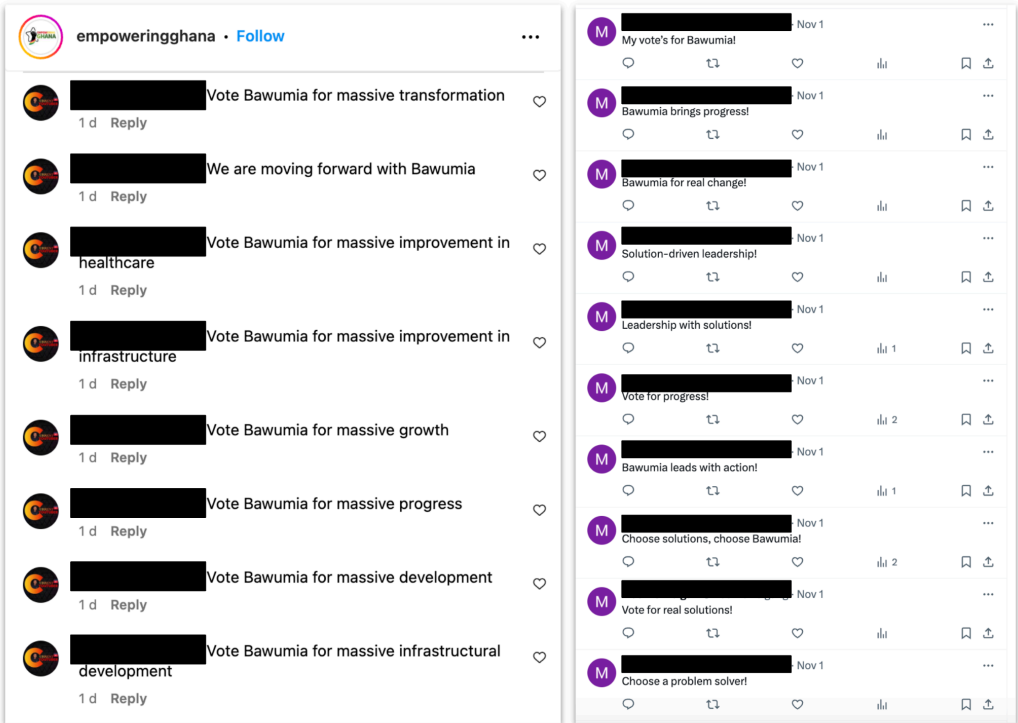 empoweringghana • Follow
Vote Bawumia for massive transformation
1 d Reply
We are moving forward with Bawumia
1 d Reply
Vote Bawumia for massive improvement in
healthcare
1 d Reply
Vote Bawumia for massive improvement in
infrastructure
1 d Reply
Vote Bawumia for massive growth
1 d Reply
Vote Bawumia for massive progress
1 d Reply
Vote Bawumia for massive development
1 d Reply
Vote Bawumia for massive infrastructural
development
1 d Reply
M
Nov 1
My vote's for Bawumia!
M
Nov 1
Bawumia brings progress!
M
Nov 1
Bawumia for real change!
M
Nov 1
Solution-driven leadership!
M
Nov 1
Leadership with solutions!
1
M
Nov 1
Vote for progress!
2
M
Nov 1
Bawumia leads with action!
1
M
Nov 1
Choose solutions, choose Bawumia!
2
M
Nov 1
Vote for real solutions!
M
Nov 1
Choose a problem solver!